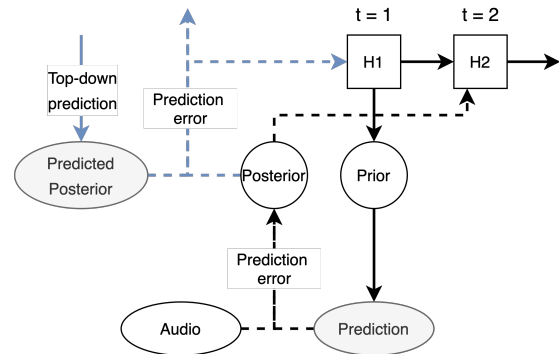 t = 1
t = 2
H1
H2
Top-down
prediction
Prediction
error
Predicted
Posterior
Posterior
Prior
Prediction
error
Audio
Prediction